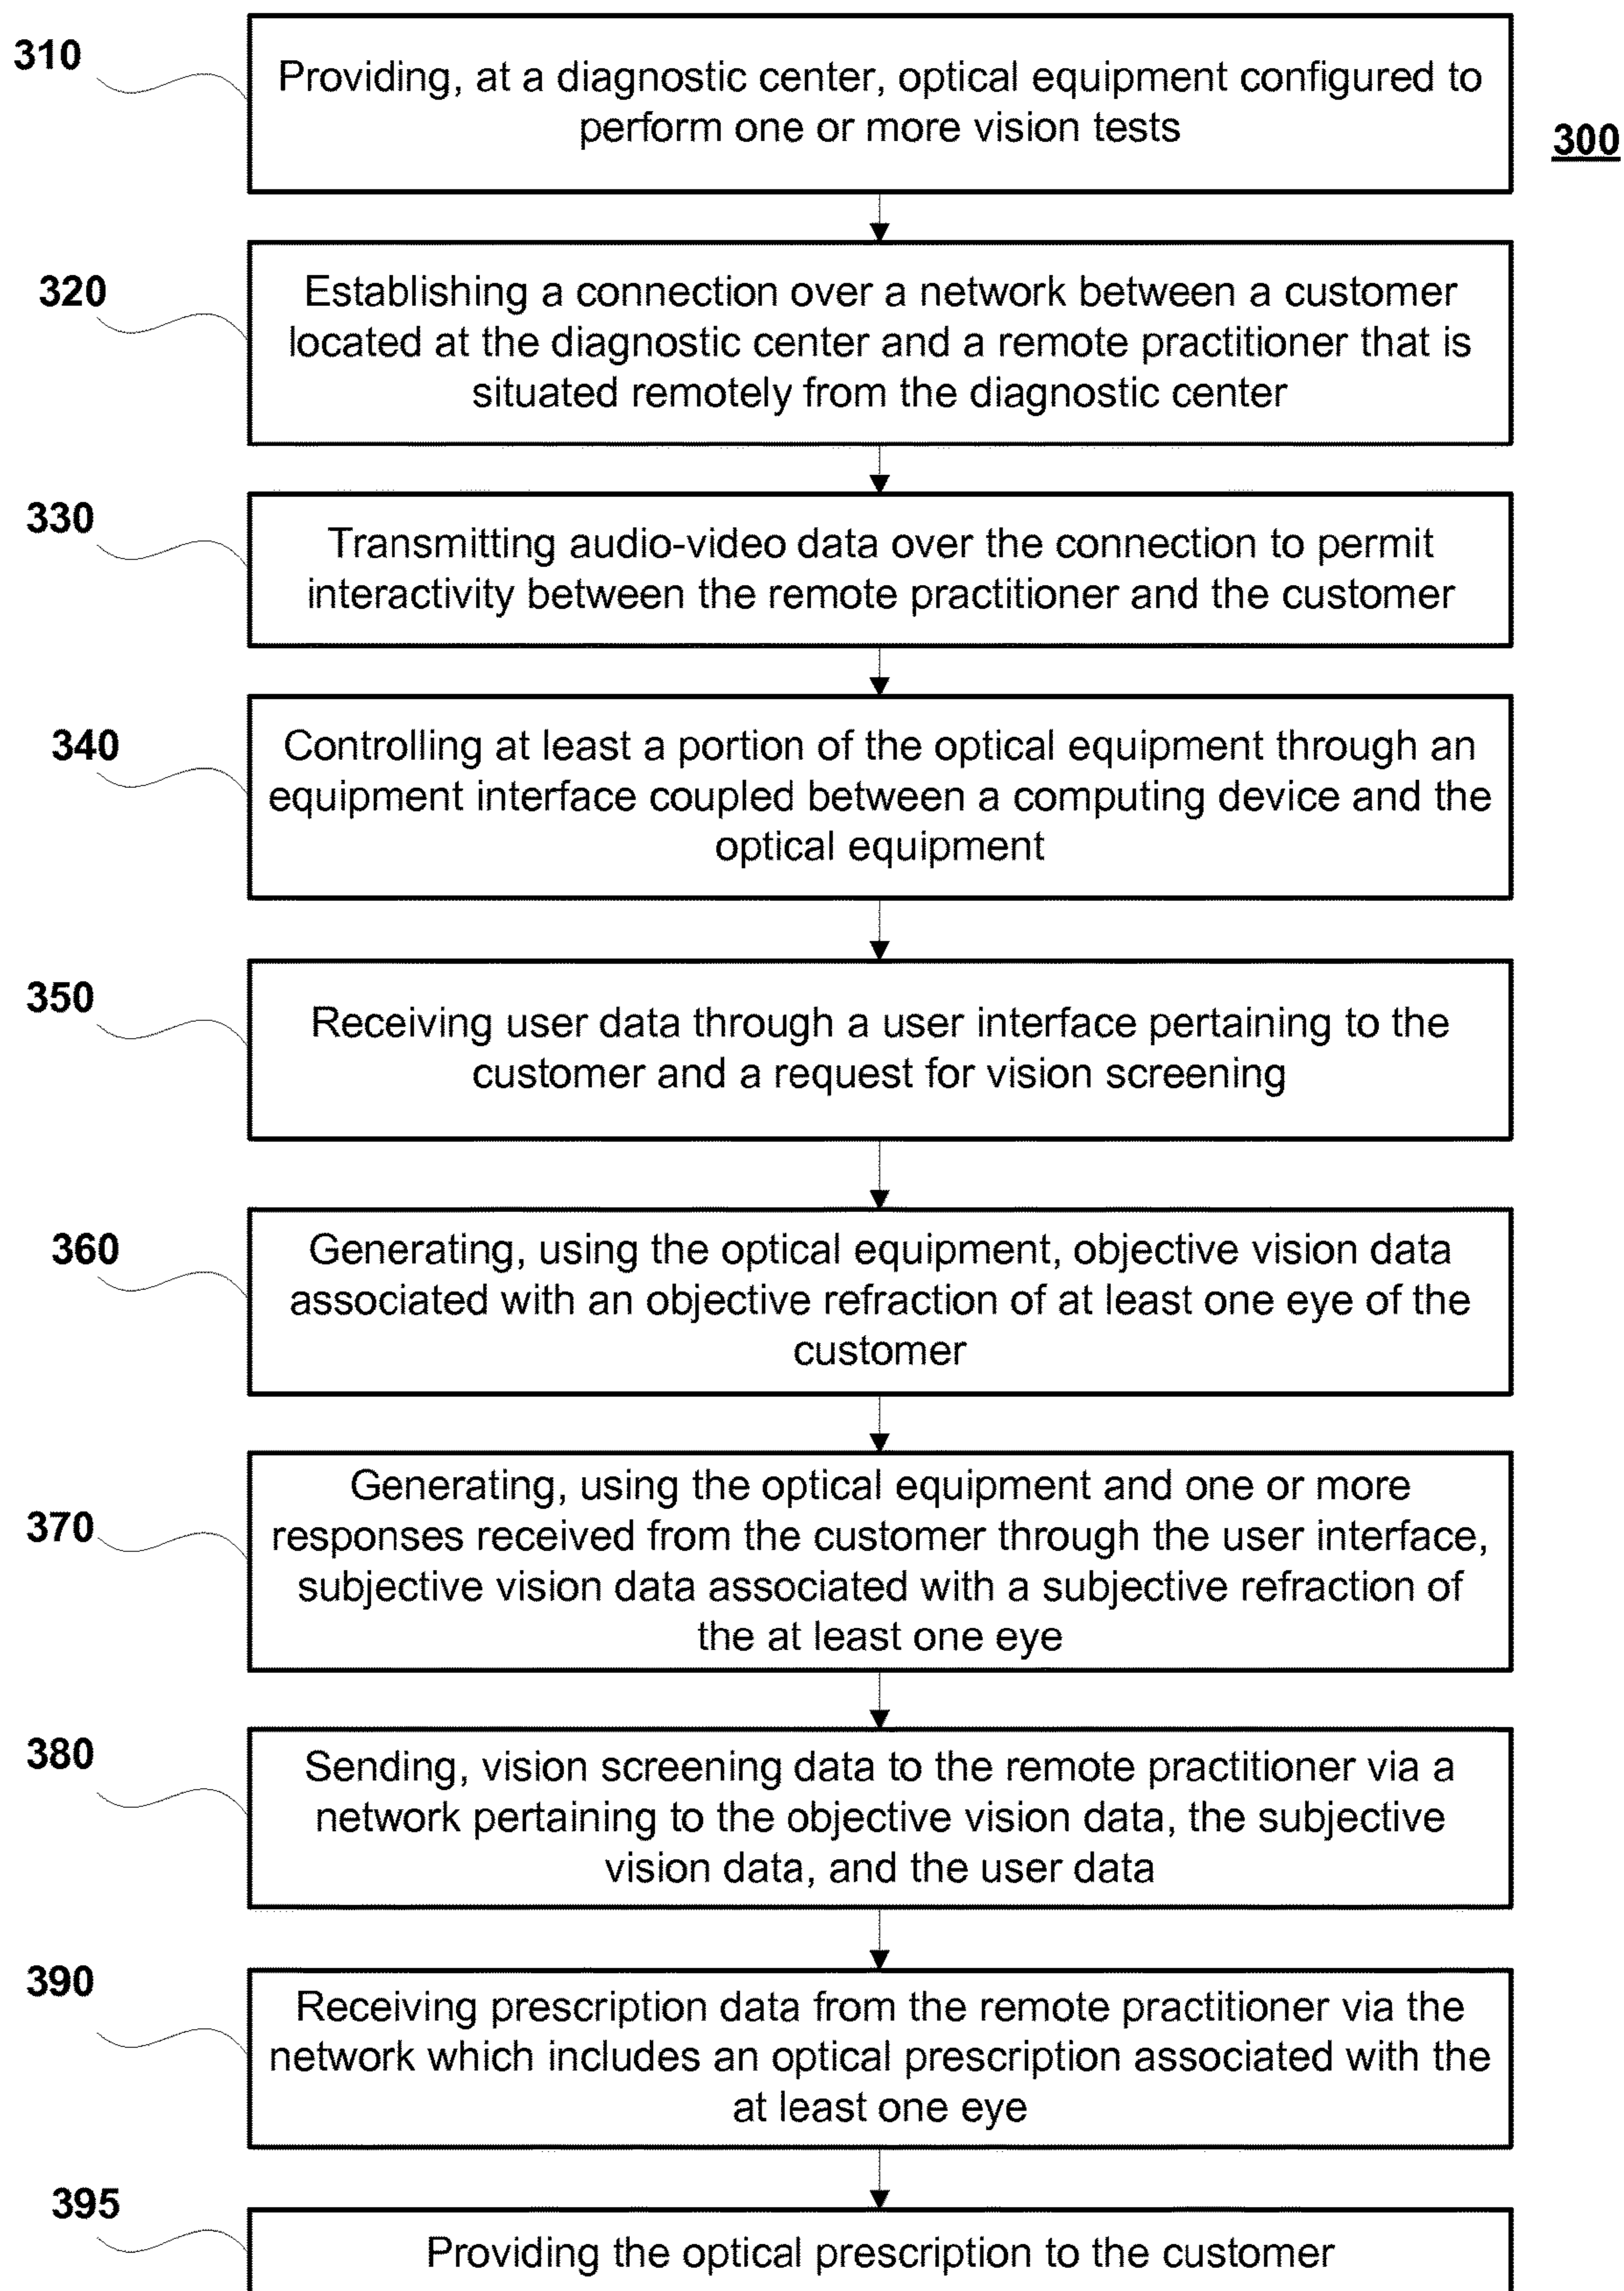 310
Providing, at a diagnostic center, optical equipment configured to
perform one or more vision tests
300
320
Establishing a connection over a network between a customer
located at the diagnostic center and a remote practitioner that is
situated remotely from the diagnostic center
330
Transmitting audio-video data over the connection to permit
interactivity between the remote practitioner and the customer
340
Controlling at least a portion of the optical equipment through an
equipment interface coupled between a computing device and the
optical equipment
350
Receiving user data through a user interface pertaining to the
customer and a request for vision screening
360
Generating, using the optical equipment, objective vision data
associated with an objective refraction of at least one eye of the
customer
370
Generating, using the optical equipment and one or more
responses received from the customer through the user interface,
subjective vision data associated with a subjective refraction of
the at least one eye
380
Sending, vision screening data to the remote practitioner via a
network pertaining to the objective vision data, the subjective
vision data, and the user data
390
Receiving prescription data from the remote practitioner via the
network which includes an optical prescription associated with the
at least one eye
395
Providing the optical prescription to the customer